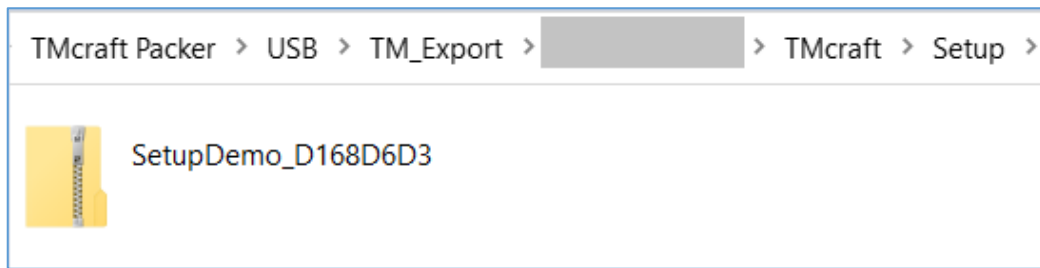 TMcraft Packer > USB > TM_Export > > TMcraft > Setup >
SetupDemo_D168D6D3